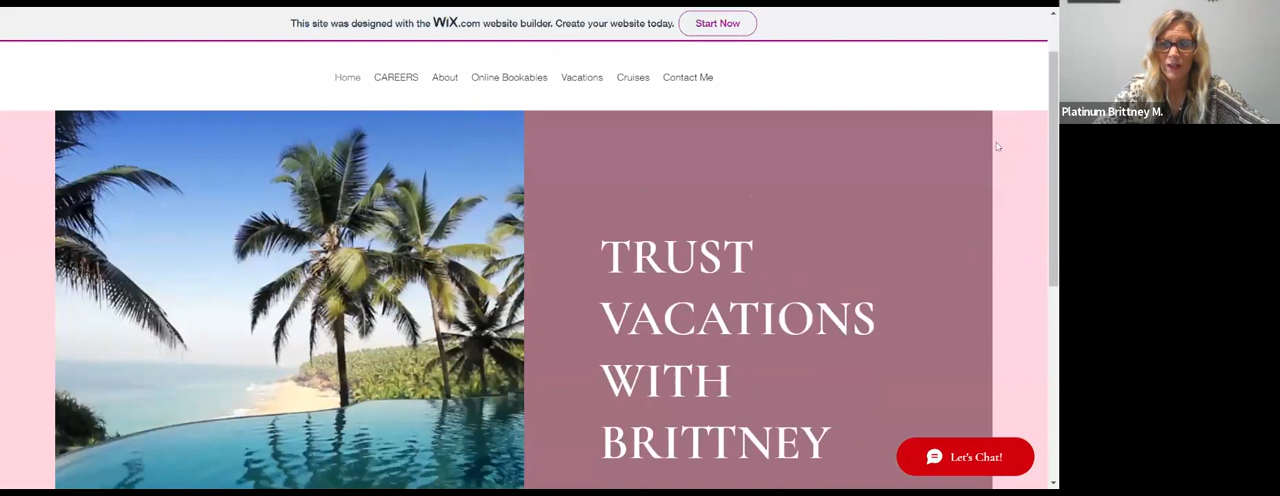 This site was designed with the WiX.com website builder. Create your website today. Start Now
Home CAREERS About Online Bookables Vacations Cruises Contact Me
Platinum Brittney M.
TRUST
VACATIONS
WITH
BRITTNEY
Let's Chat!